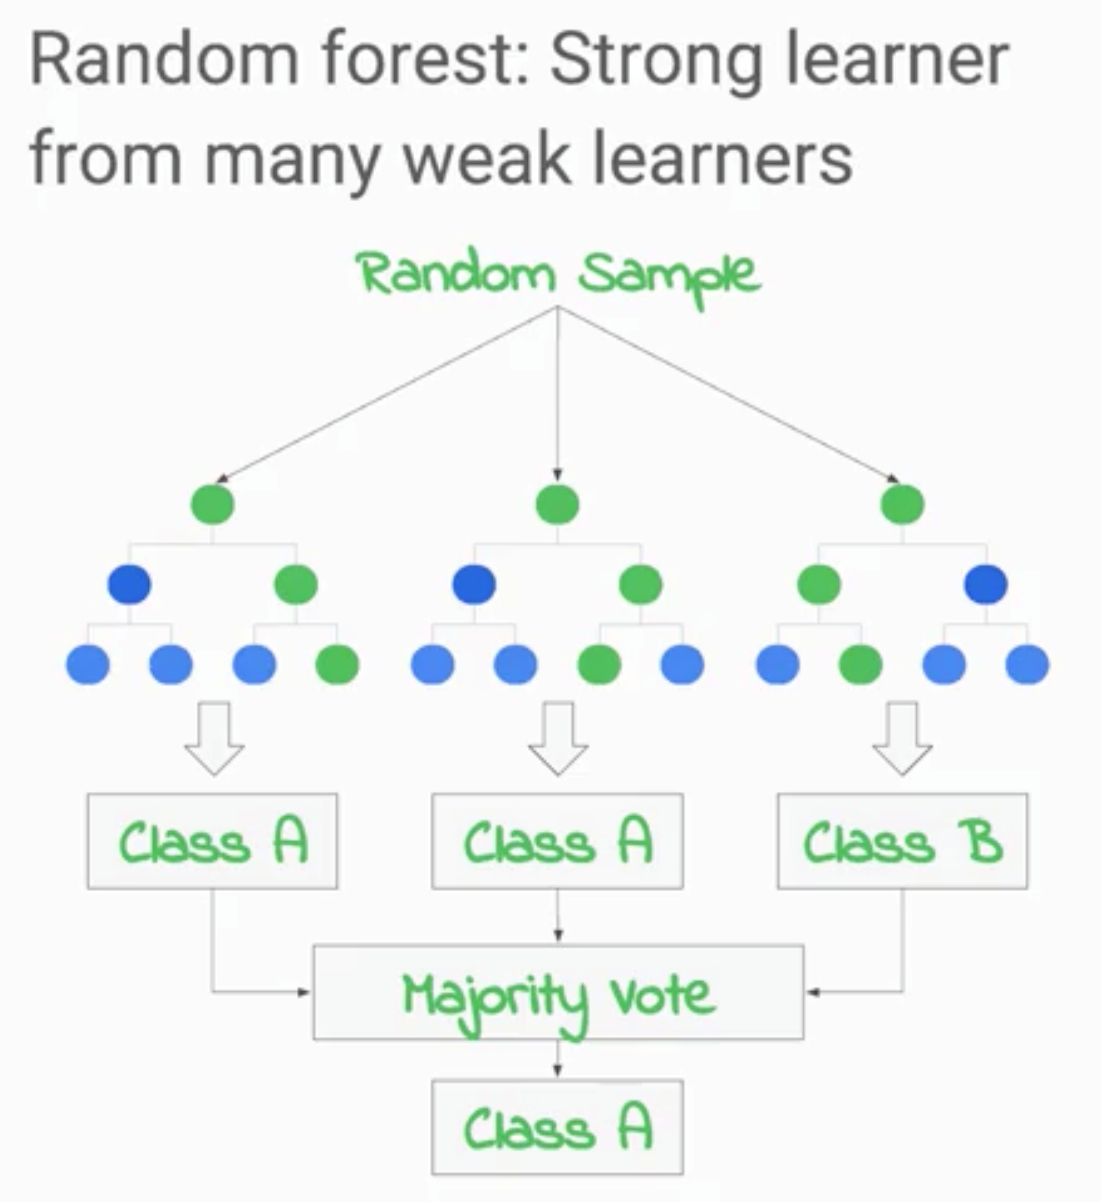 Random forest: Strong learner
from many weak learners
Random Sample
Class A
Class A
Class B
Majority Vote
Class A